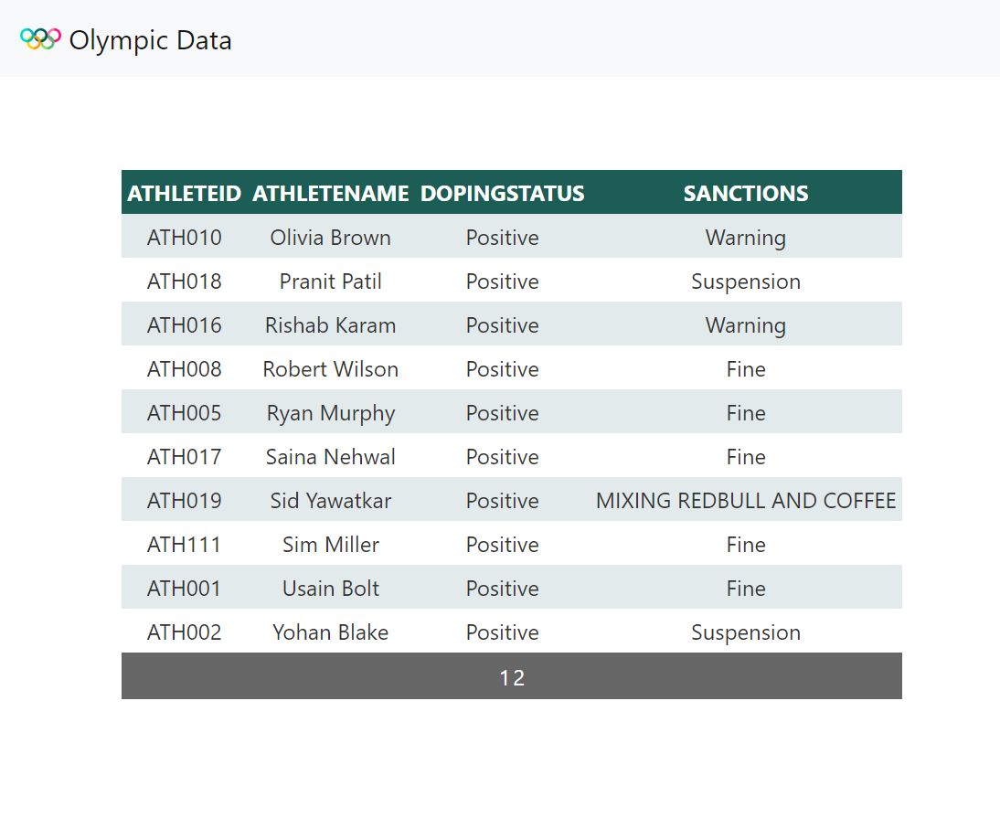 Olympic Data
ATHLETEID ATHLETENAME DOPINGSTATUS SANCTIONS
ATH010 Olivia Brown Positive Warning
ATH018 Pranit Patil Positive Suspension
ATH016 Rishab Karam Positive Warning
ATH008 Robert Wilson Positive Fine
ATH005 Ryan Murphy Positive Fine
ATH017 Saina Nehwal Positive Fine
ATH019 Sid Yawatkar Positive MIXING REDBULL AND COFFEE
ATH111 Sim Miller Positive Fine
ATH001 Usain Bolt Positive Fine
ATH002 Yohan Blake Positive Suspension
1 2